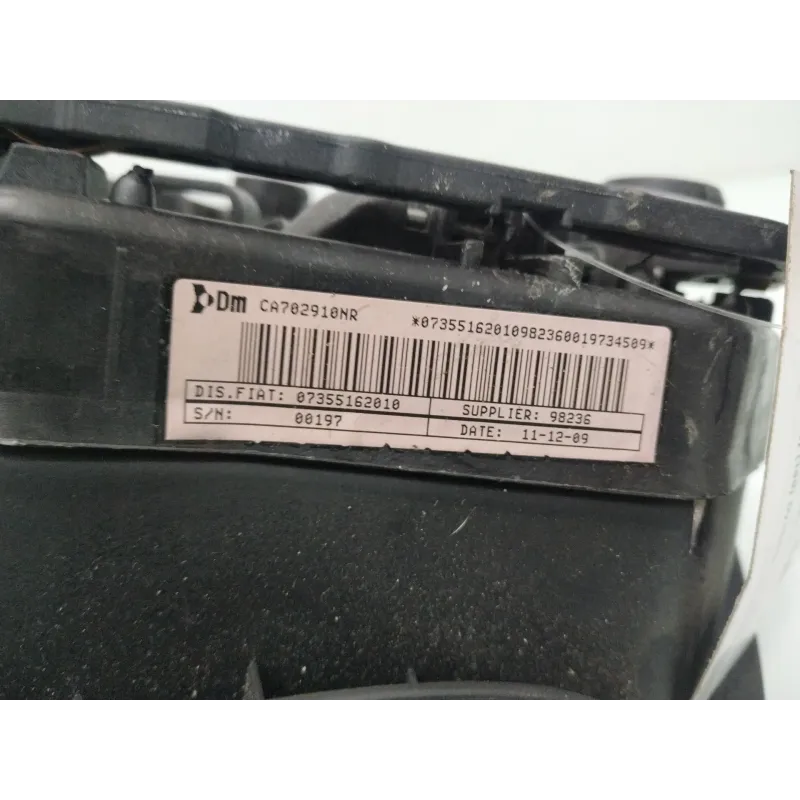 Dm CA702910NR *07355162010982360019734509*
DIS.FIAT: 07355162010 SUPPLIER: 98236
S/N: 00197 DATE: 11-12-09